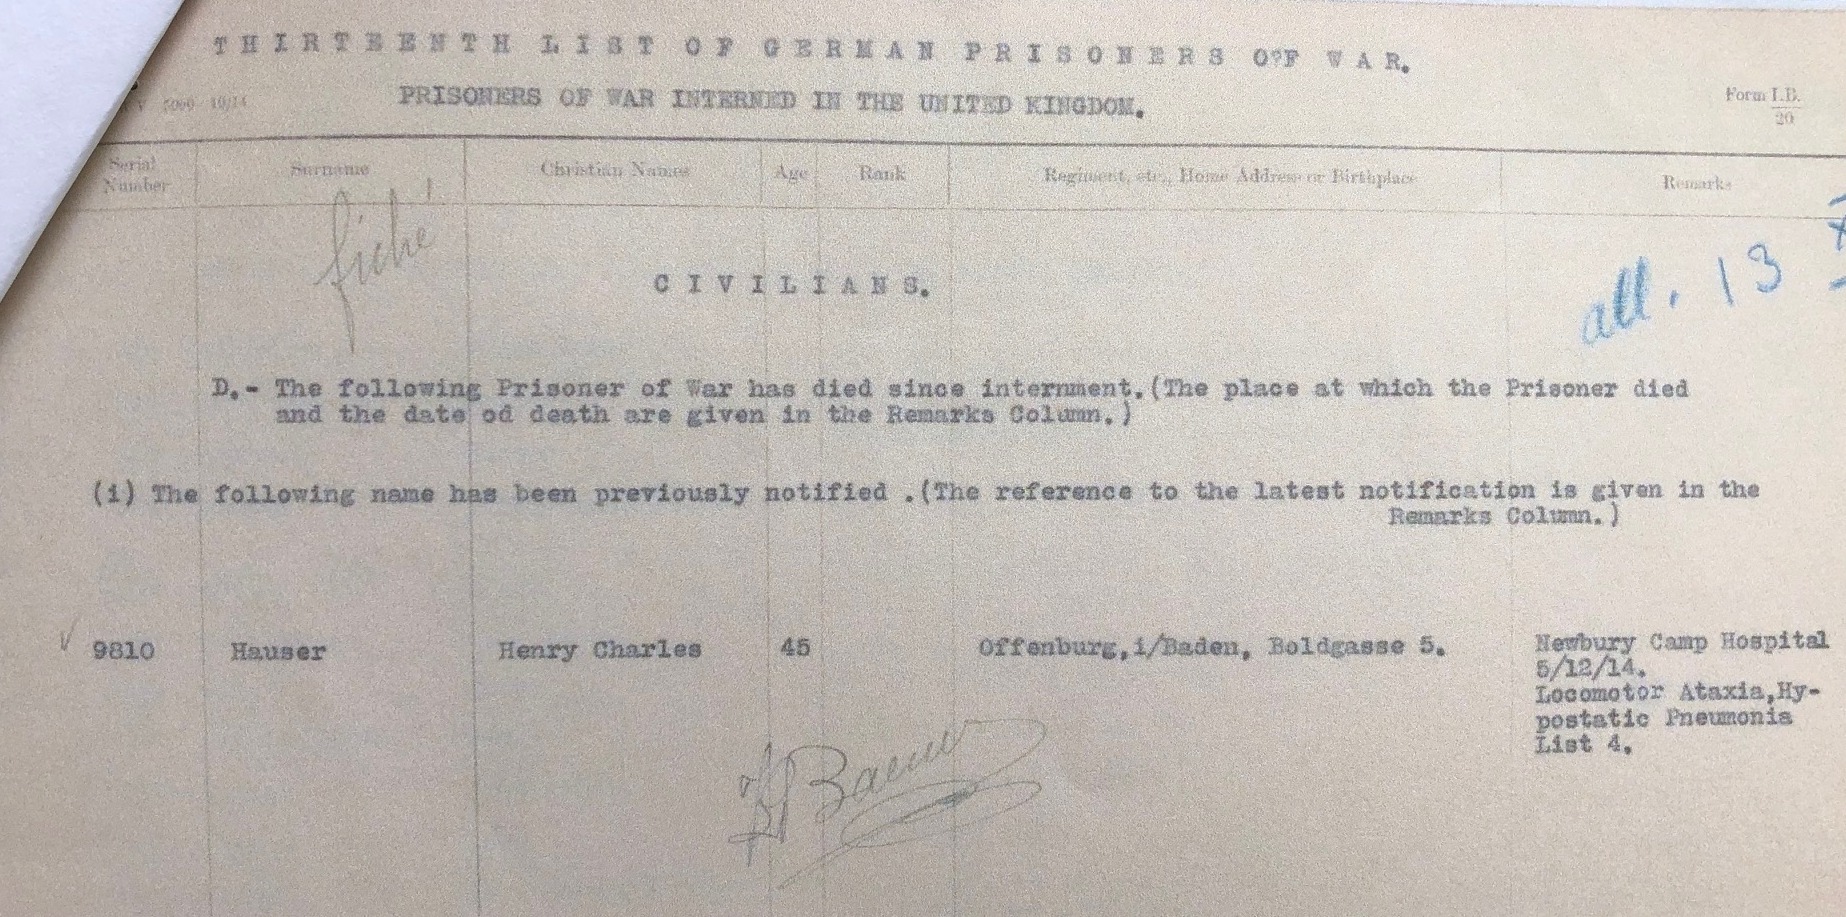 THIRTEENTH LIST OF GERMAN PRISONERS OF WAR.
PRISONERS OF WAR INTERNED IN THE UNITED KINGDOM.
5000 10/14
Form I.B.
20
Serial Number Surname Christian Names Age Rank Regiment, etc., Home Address or Birthplace Remarks
fiché
all. 13
CIVILIANS.
D.- The following Prisoner of War has died since internment.(The place at which the Prisoner died
and the date od death are given in the Remarks Column.)
(i) The following name has been previously notified .(The reference to the latest notification is given in the
Remarks Column.)
9810 Hauser Henry Charles 45 Offenburg,i/Baden, Boldgasse 5. Newbury Camp Hospital
5/12/14.
Locomotor Ataxia,Hy-
postatic Pneumonia
List 4.